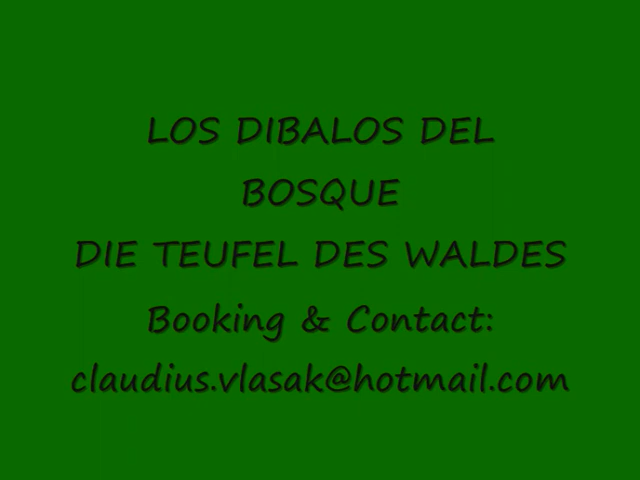 LOS DIBALOS DEL
BOSQUE
DIE TEUFEL DES WALDES
Booking & Contact:
claudius.vlasak@hotmail.com